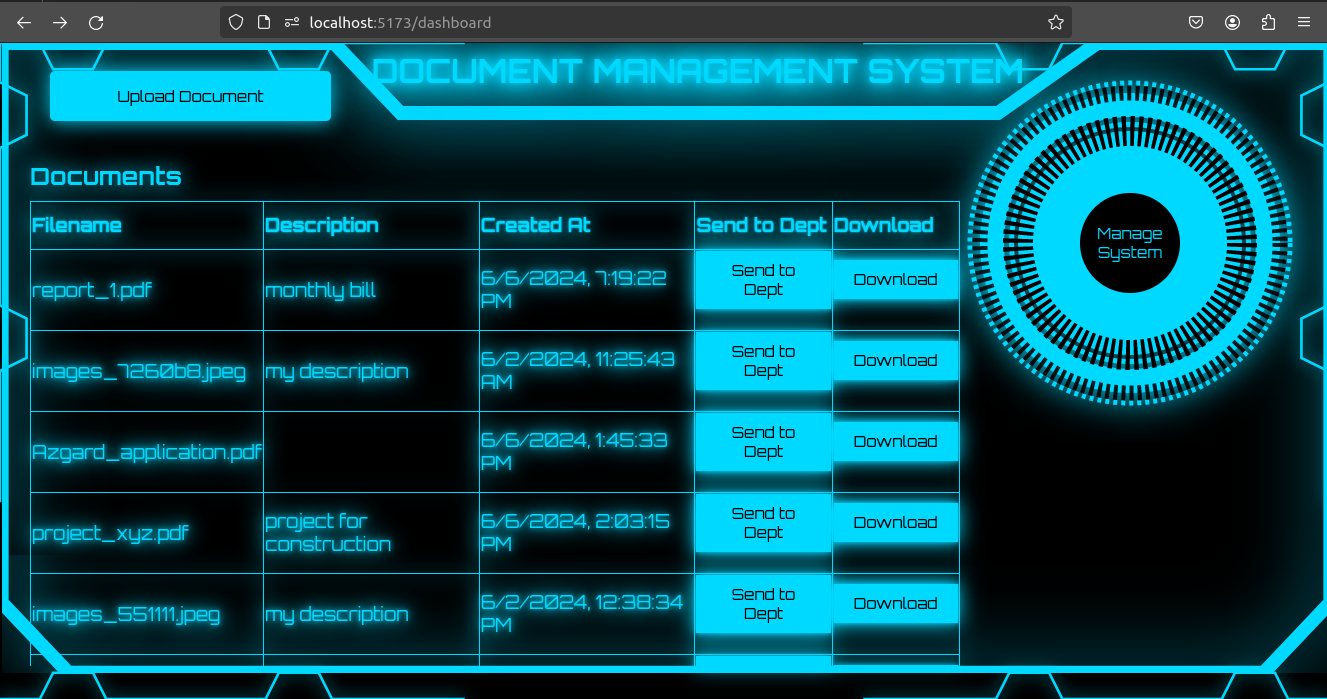 localhost:5173/dashboard
DOCUMENT MANAGEMENT SYSTEM
Upload Document
Manage
System
Documents
Filename Description Created At Send to Dept Download
report_1.pdf monthly bill 6/6/2024, 7:19:22 PM Send to Dept Download
images_7260b8.jpeg my description 6/2/2024, 11:25:43 AM Send to Dept Download
Azgard_application.pdf 6/6/2024, 1:45:33 PM Send to Dept Download
project_xyz.pdf project for construction 6/6/2024, 2:03:15 PM Send to Dept Download
images_551111.jpeg my description 6/2/2024, 12:38:34 PM Send to Dept Download